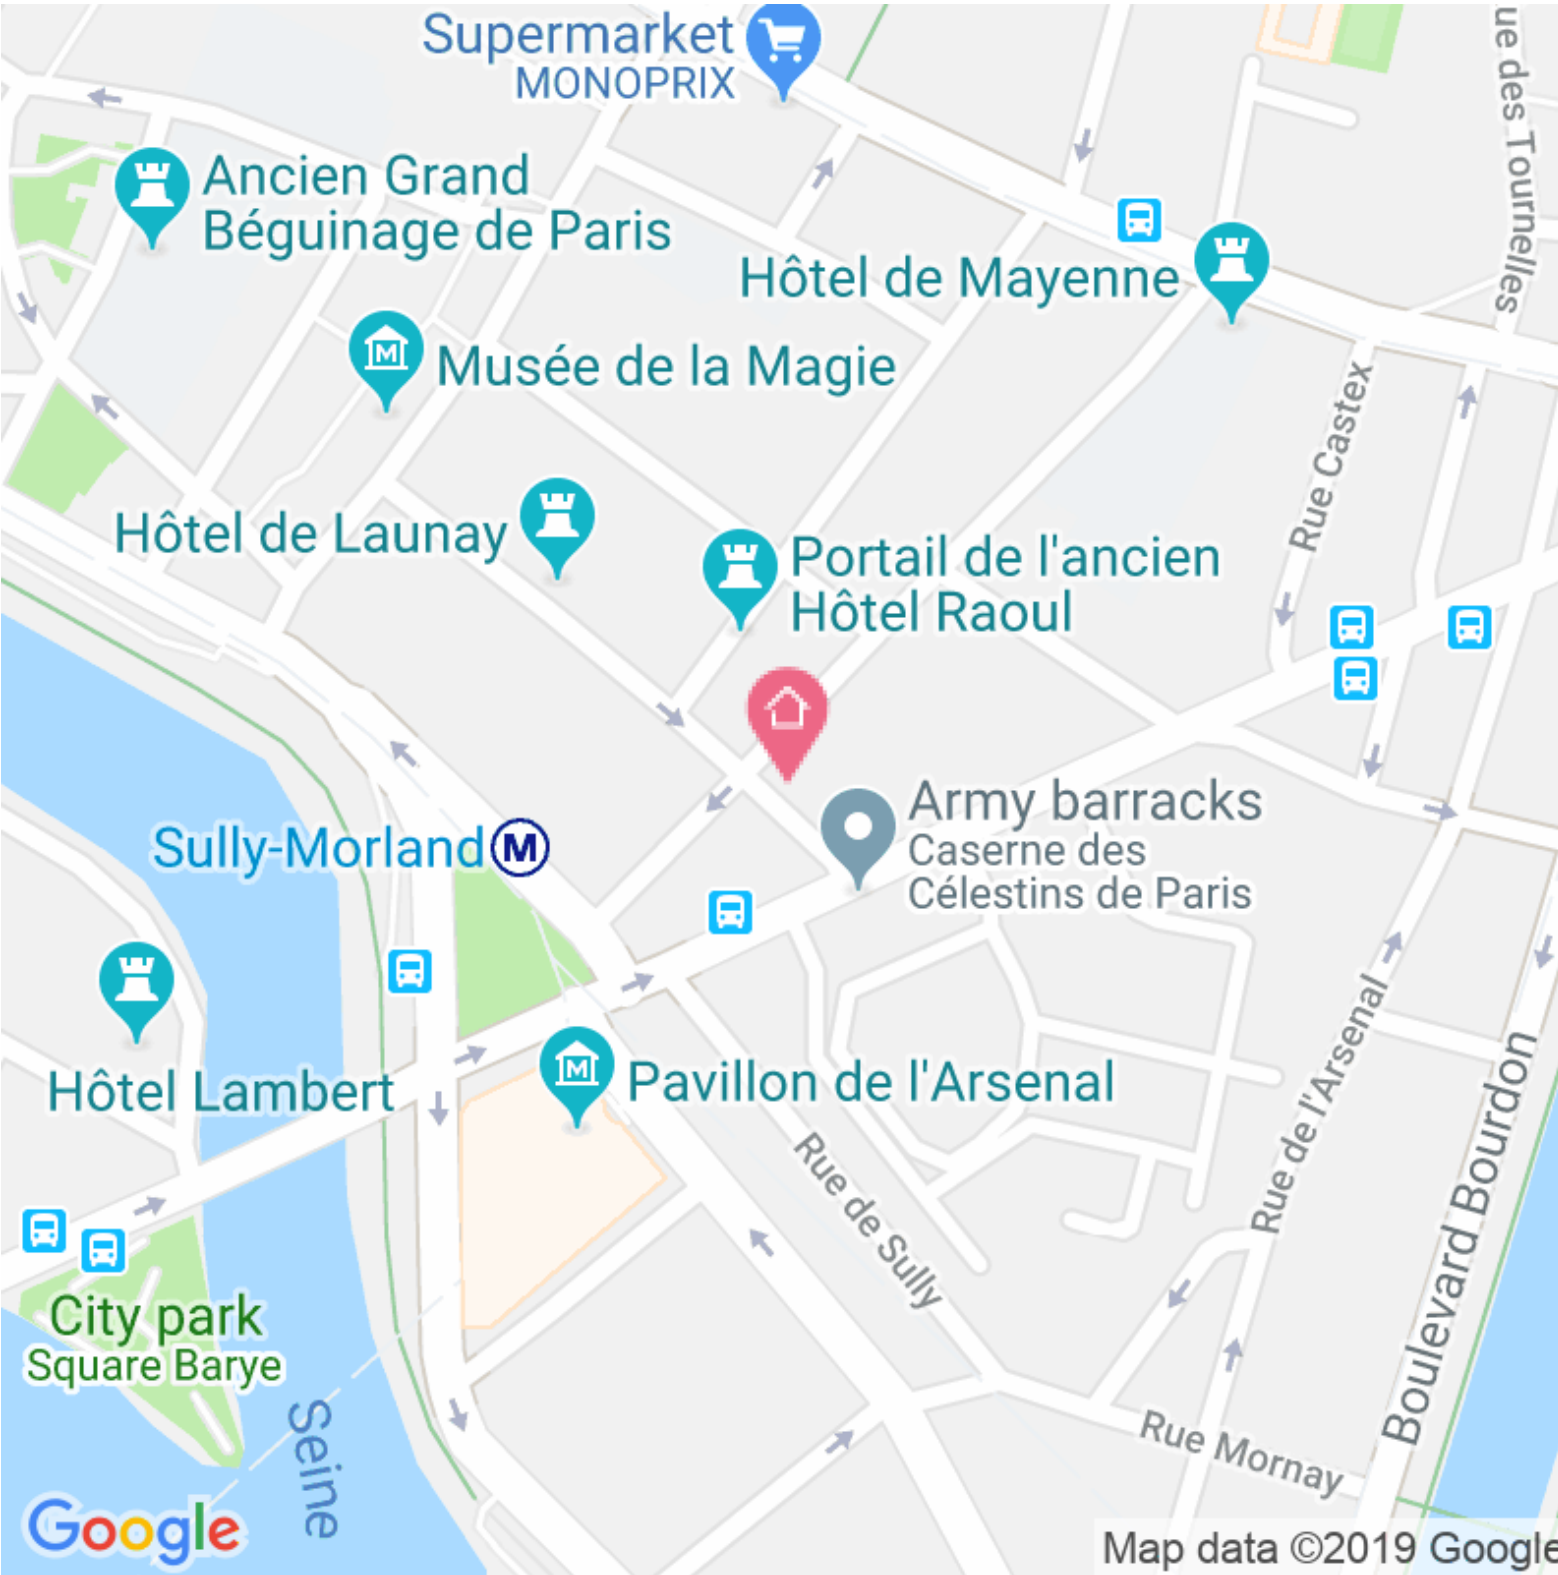 Supermarket
MONOPRIX
ue des Tournelles
Ancien Grand
Béguinage de Paris
Hôtel de Mayenne
Musée de la Magie
Rue Castex
Hôtel de Launay
Portail de l'ancien
Hôtel Raoul
Army barracks
Caserne des
Célestins de Paris
Sully-Morland M
Hôtel Lambert
Pavillon de l'Arsenal
Rue de Sully
Rue de l'Arsenal
Boulevard Bourdon
City park
Square Barye
Seine
Rue Mornay
Google
Map data ©2019 Google